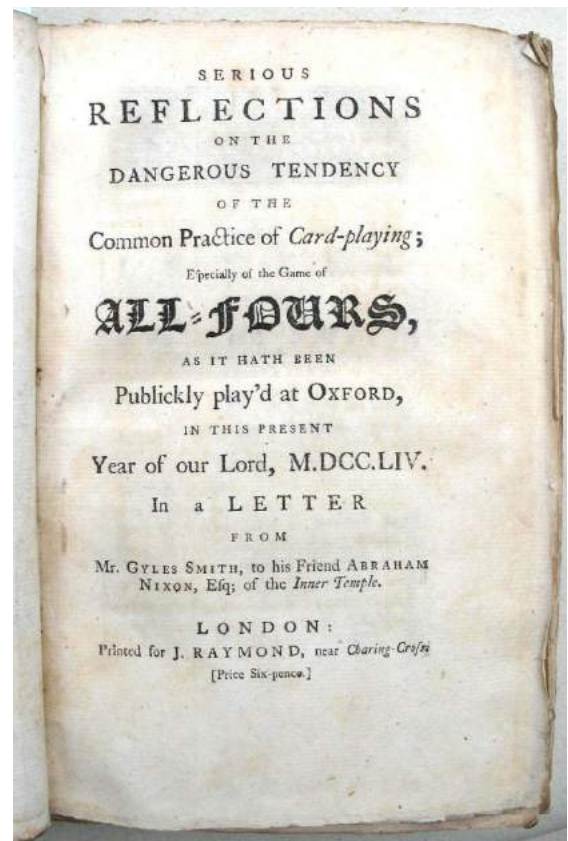 SERIOUS
REFLECTIONS
ON THE
DANGEROUS TENDENCY
OF THE
Common Practice of Card-playing;
Eſpecially of the Game of
ALL-FOURS,
AS IT HATH BEEN
Publickly play'd at OXFORD,
IN THIS PRESENT
Year of our Lord, M.DCC.LIV.
In a LETTER
FROM
Mr. GYLES SMITH, to his Friend ABRAHAM
NIXON, Eſq; of the Inner Temple.
LONDON:
Printed for J. RAYMOND, near Charing-Croſs;
[Price Six-pence.]